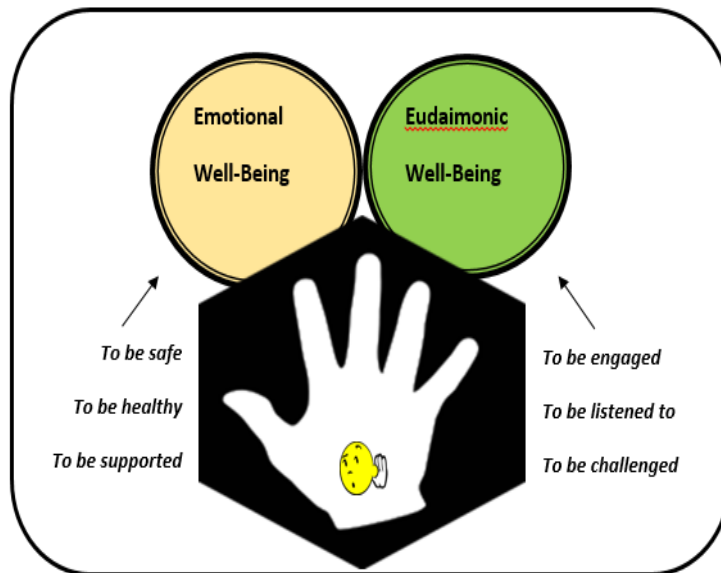 Emotional
Well-Being
Eudaimonic
Well-Being
To be safe
To be healthy
To be supported
To be engaged
To be listened to
To be challenged